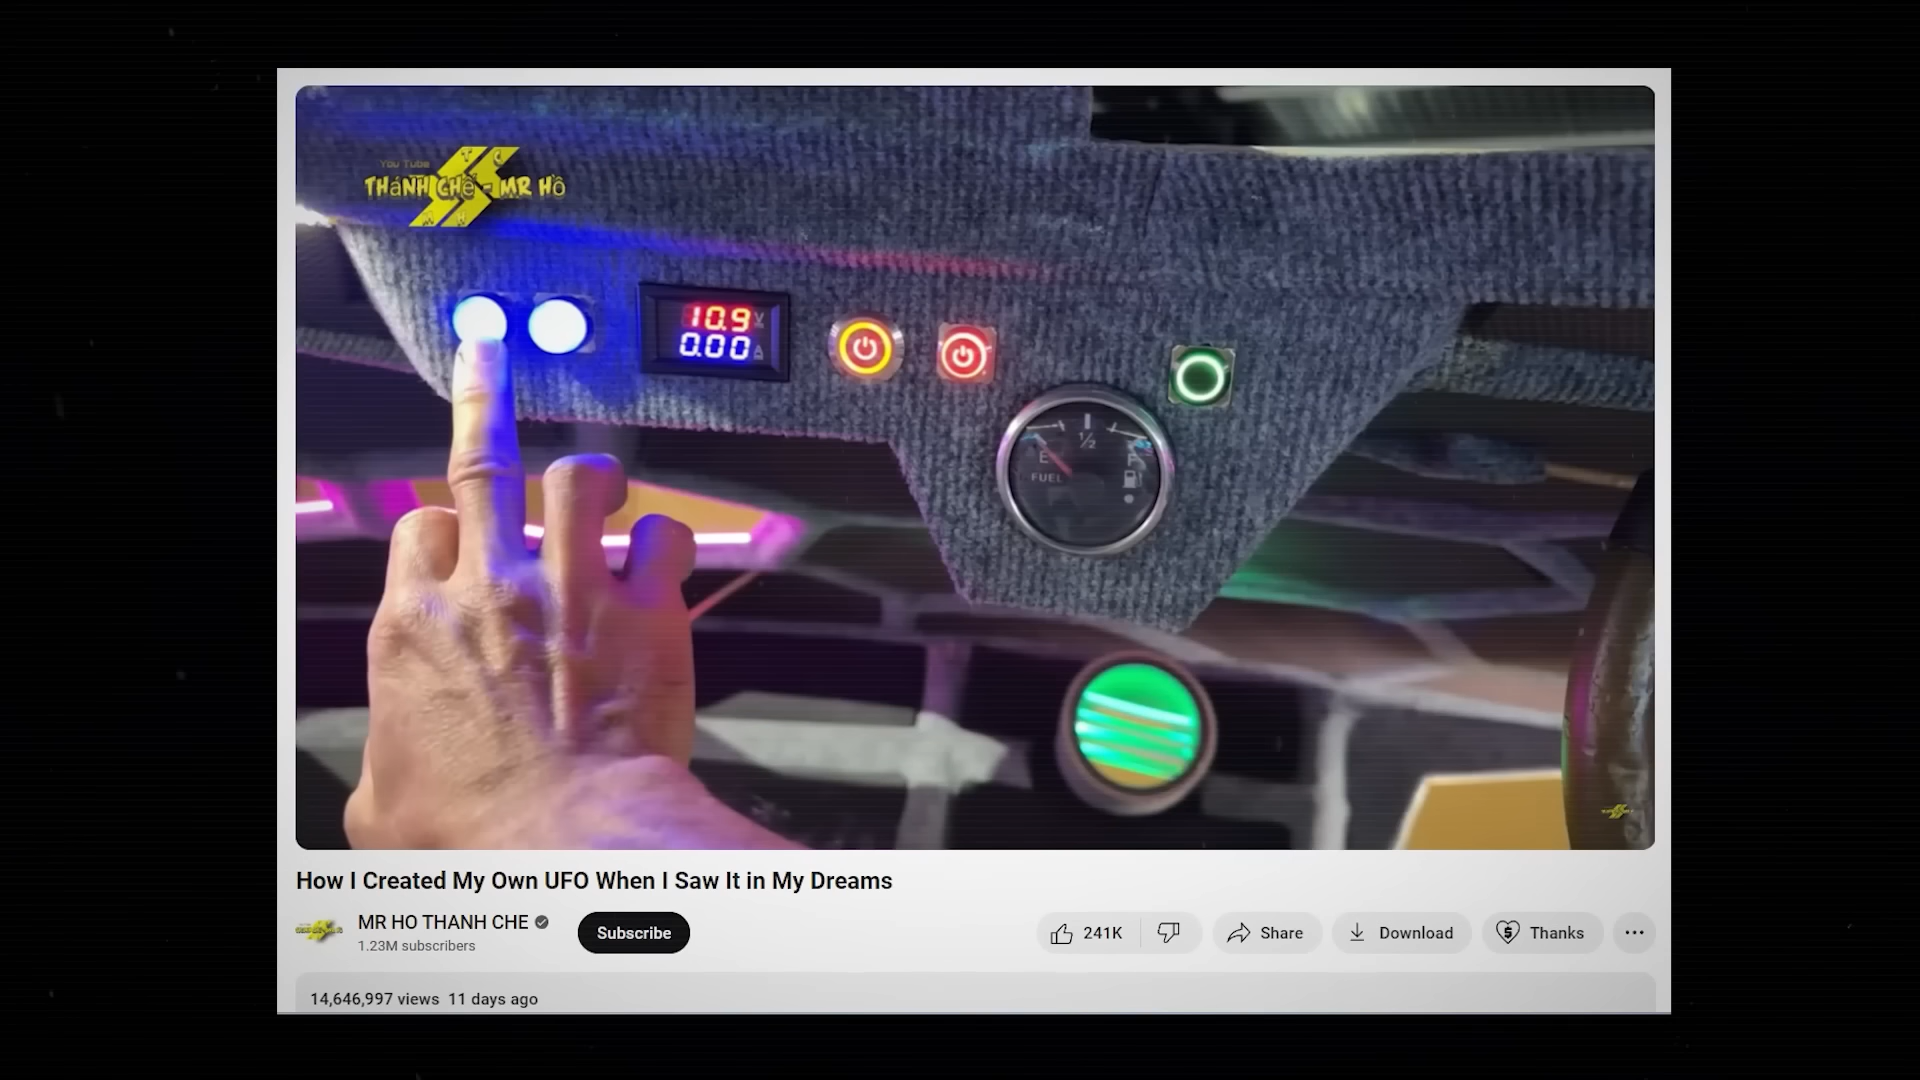 You Tube
T C
THÁNH CHẾ - MR HỒ
M H
10.9 V
0.00 A
1/2
E F
FUEL
How I Created My Own UFO When I Saw It in My Dreams
MR HO THANH CHE
1.23M subscribers
Subscribe
241K
Share
Download
Thanks
14,646,997 views 11 days ago